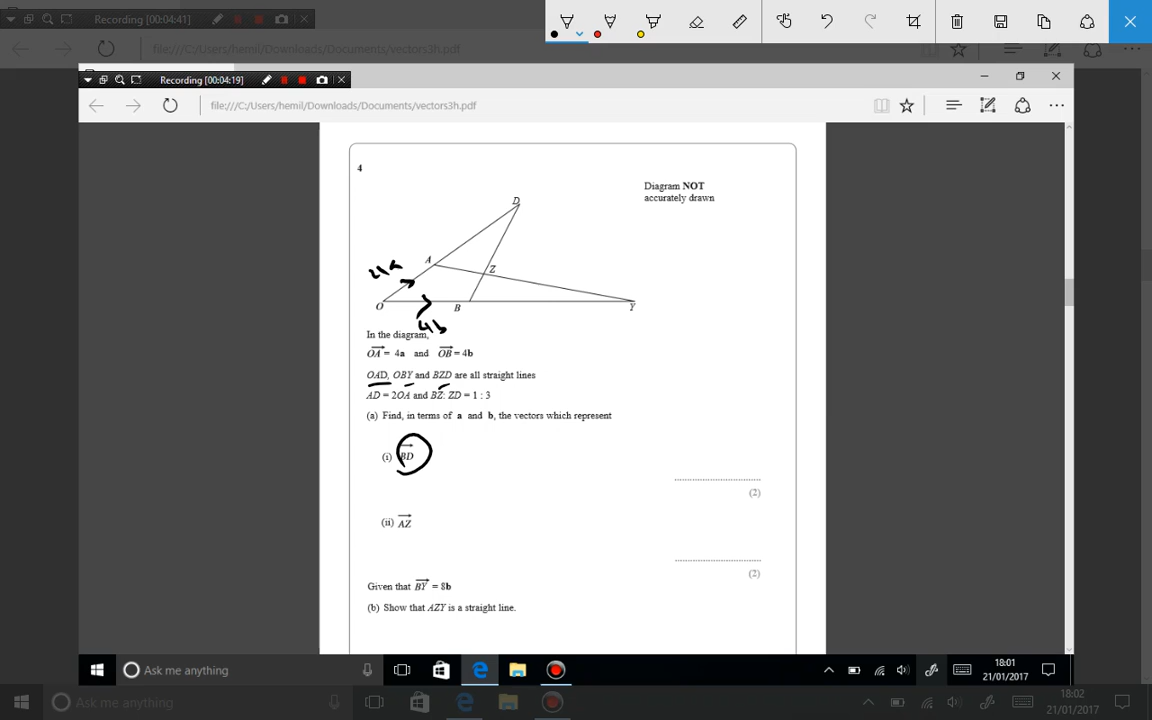 Recording [00:04:41]
file:///C:/Users/hemil/Downloads/Documents/vectors3h.pdf
Recording [00:04:19]
file:///C:/Users/hemil/Downloads/Documents/vectors3h.pdf
4
Diagram NOT
accurately drawn
D
A
Z
4a
O
B
Y
4b
In the diagram,
OA = 4a and OB = 4b
OAD, OBY and BZD are all straight lines
AD = 2OA and BZ: ZD = 1 : 3
(a) Find, in terms of a and b, the vectors which represent
(i) BD
(2)
(ii) AZ
(2)
Given that BY = 8b
(b) Show that AZY is a straight line.
Ask me anything
18:01
21/01/2017
Ask me anything
18:02
21/01/2017